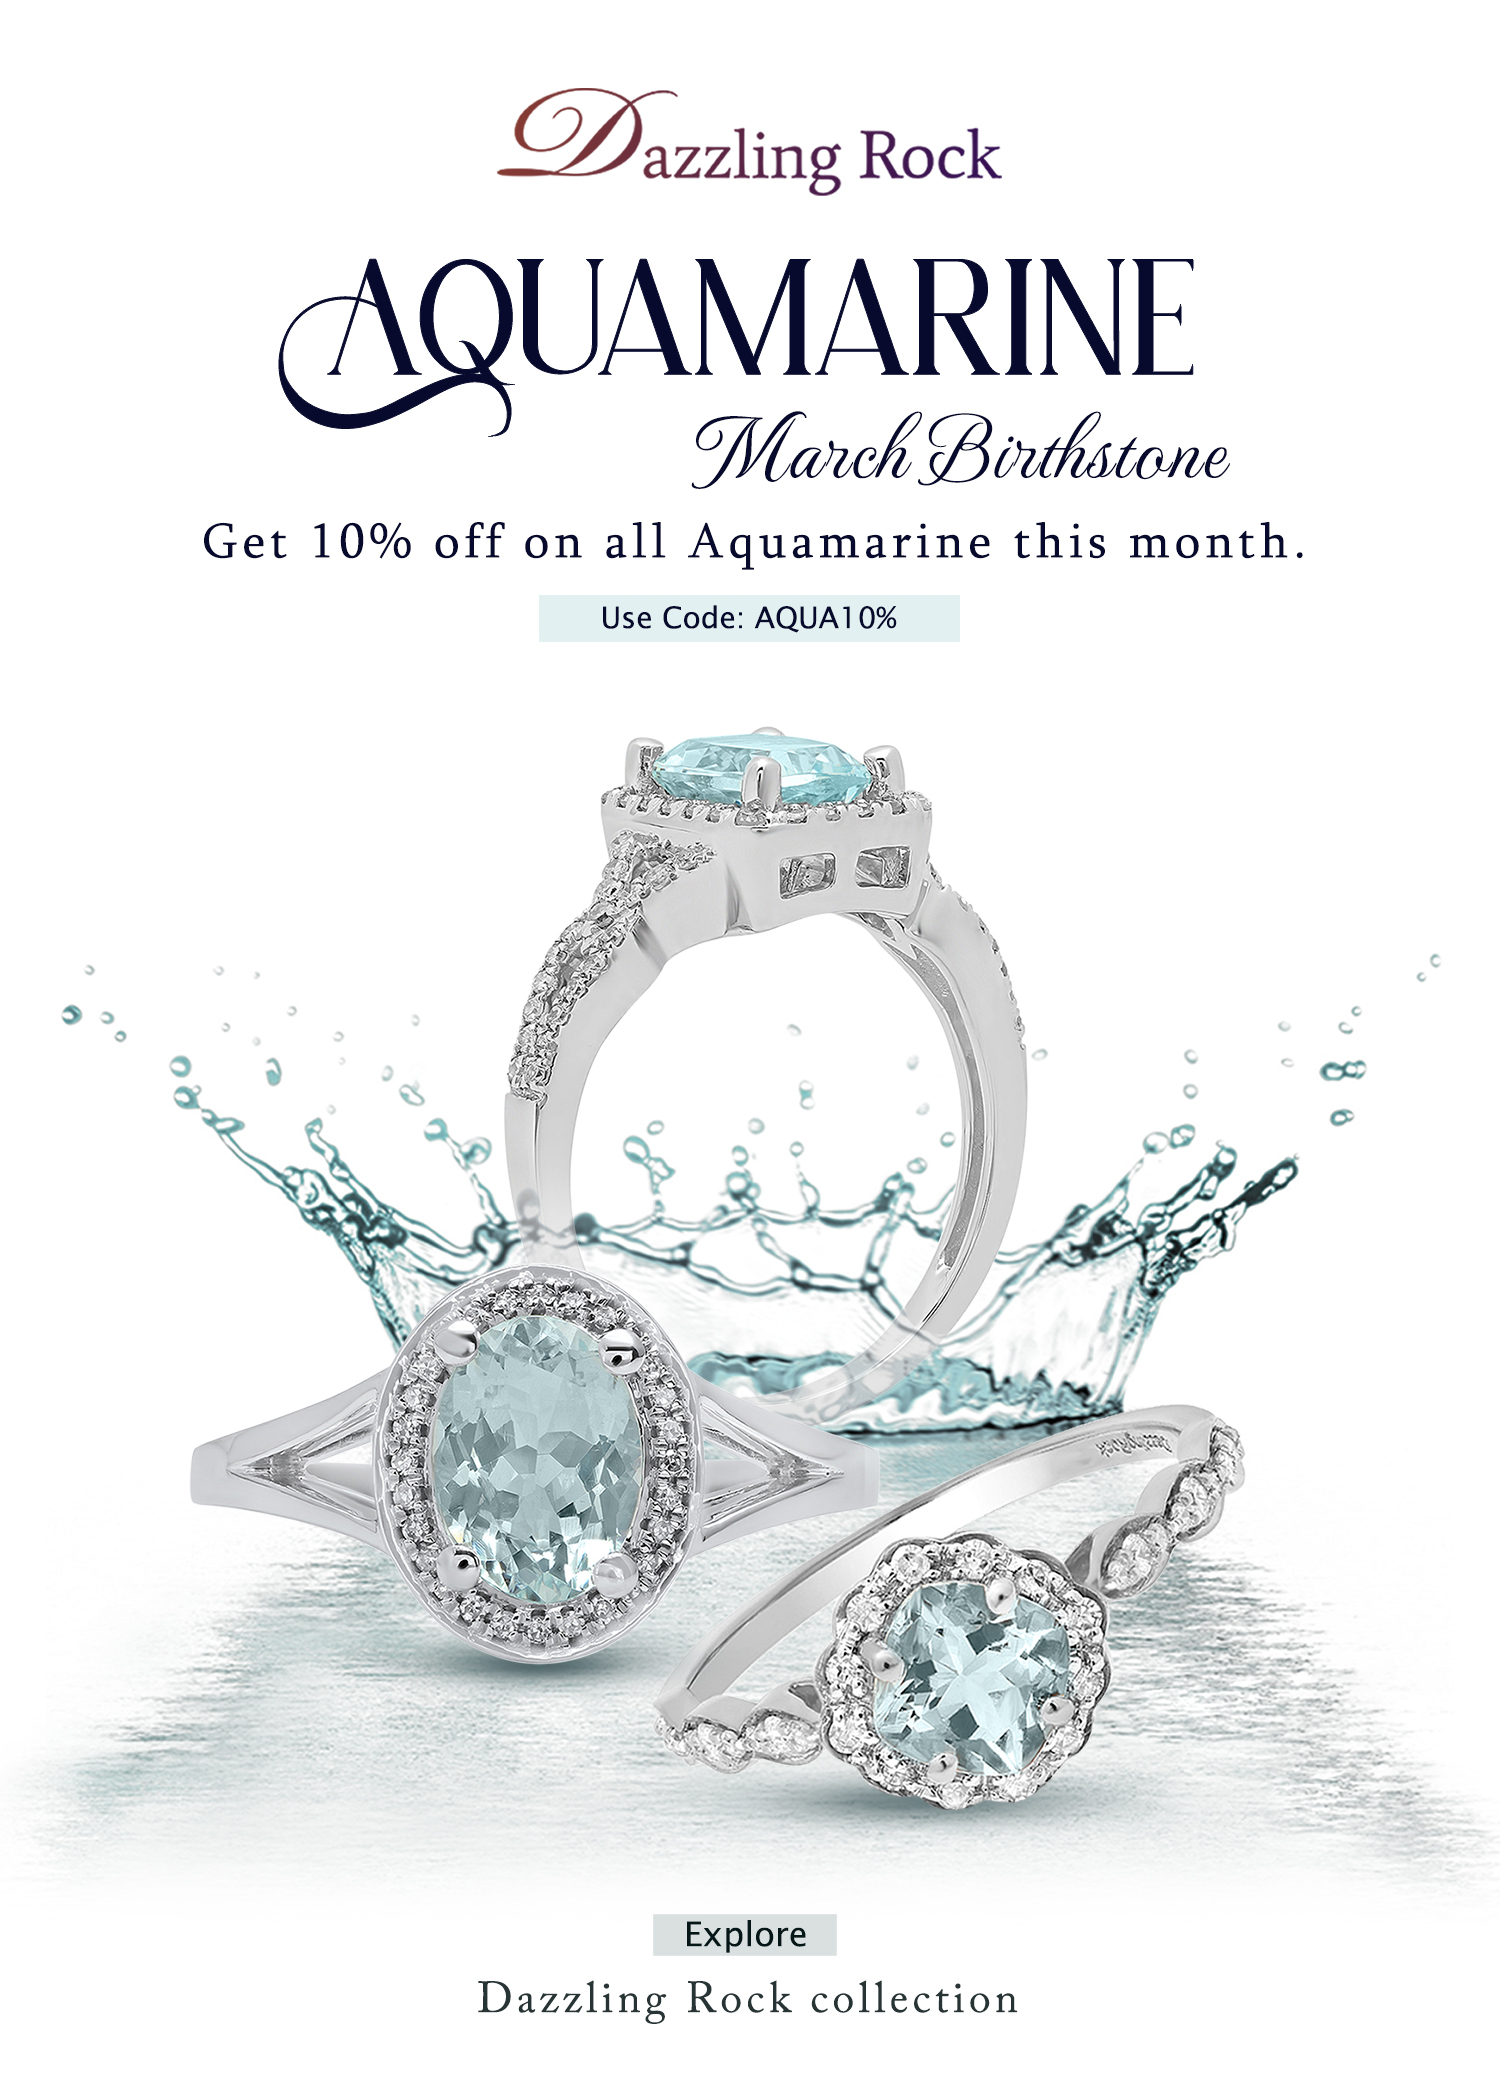 Dazzling Rock
AQUAMARINE
March Birthstone
Get 10% off on all Aquamarine this month.
Use Code: AQUA10%
Explore
Dazzling Rock collection